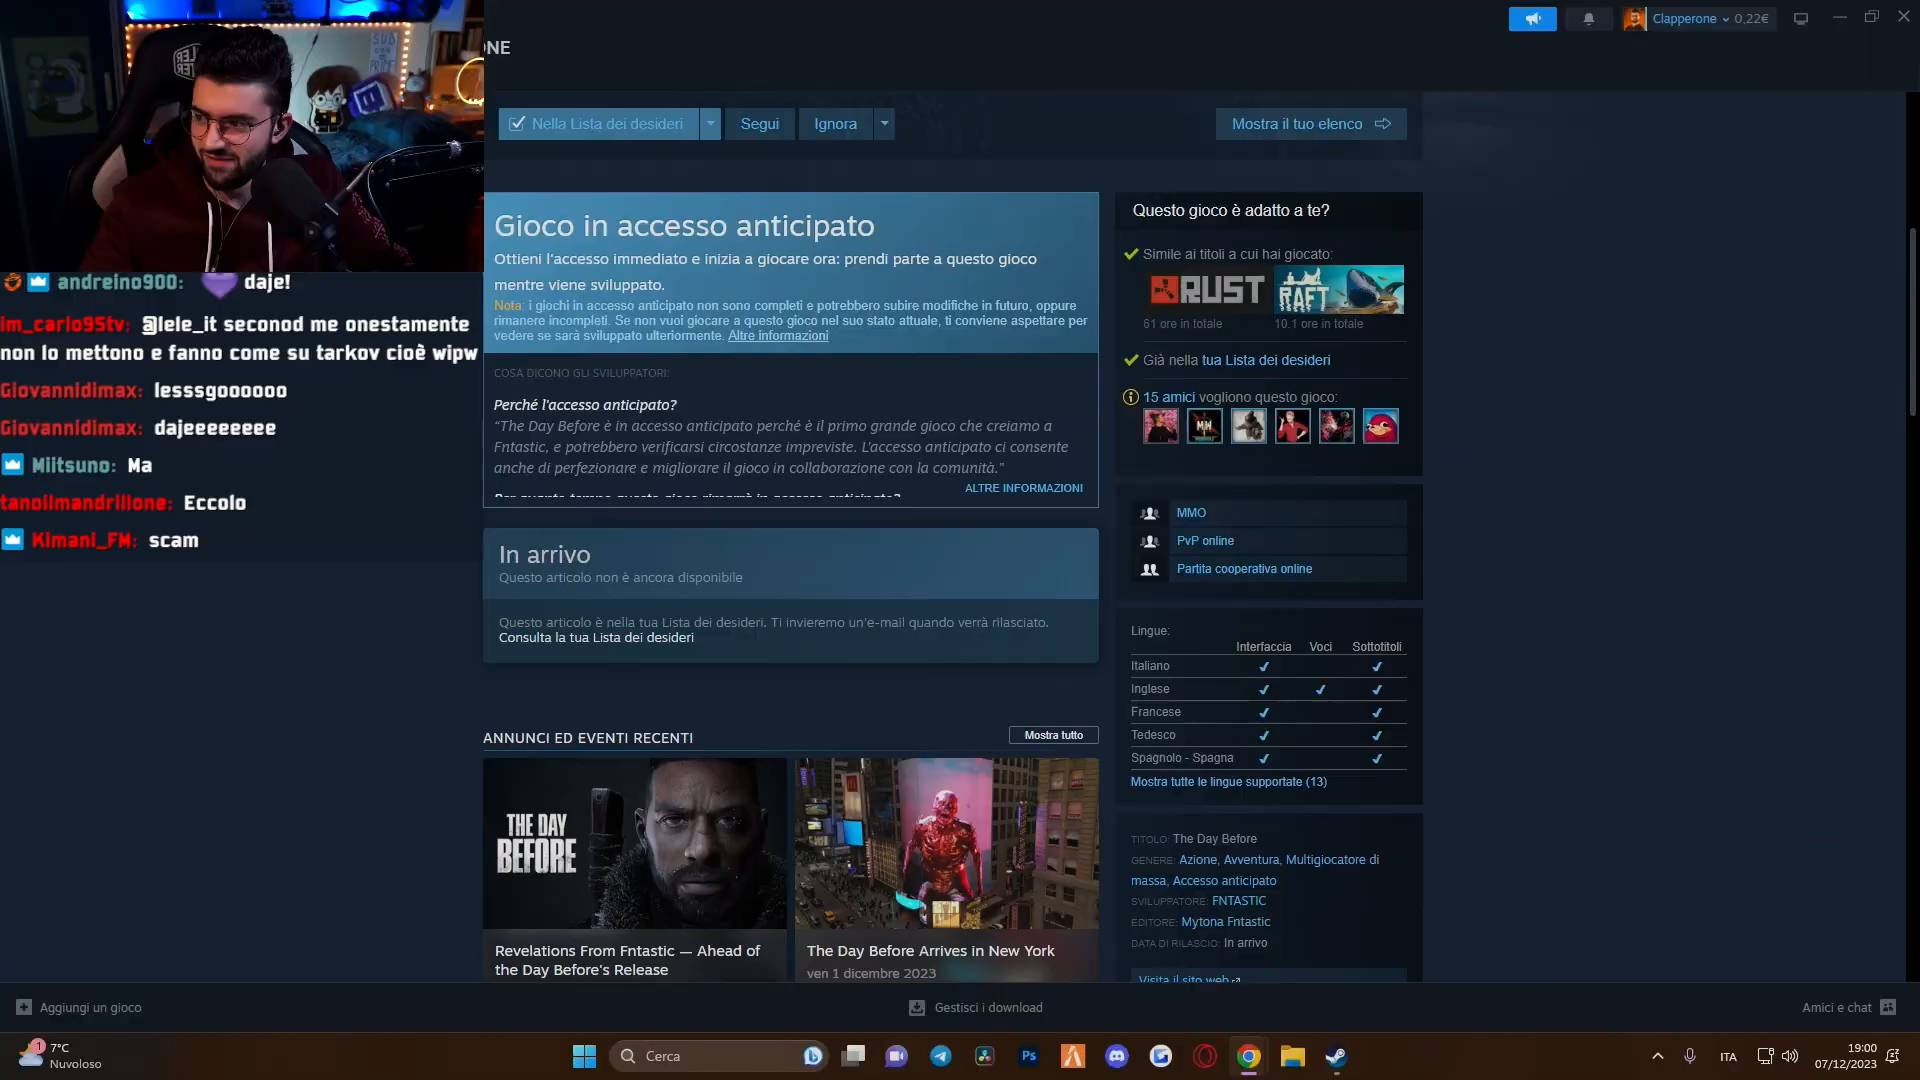 ONE
Clapperone
0,22€
Nella Lista dei desideri
Segui
Ignora
Mostra il tuo elenco
Gioco in accesso anticipato
Ottieni l'accesso immediato e inizia a giocare ora: prendi parte a questo gioco
mentre viene sviluppato.
Nota: i giochi in accesso anticipato non sono completi e potrebbero subire modifiche in futuro, oppure
rimanere incompleti. Se non vuoi giocare a questo gioco nel suo stato attuale, ti conviene aspettare per
vedere se sarà sviluppato ulteriormente. Altre informazioni
COSA DICONO GLI SVILUPPATORI:
Perché l'accesso anticipato?
“The Day Before è in accesso anticipato perché è il primo grande gioco che creiamo a
Fntastic, e potrebbero verificarsi circostanze impreviste. L'accesso anticipato ci consente
anche di perfezionare e migliorare il gioco in collaborazione con la comunità.”
ALTRE INFORMAZIONI
In arrivo
Questo articolo non è ancora disponibile
Questo articolo è nella tua Lista dei desideri. Ti invieremo un'e-mail quando verrà rilasciato.
Consulta la tua Lista dei desideri
ANNUNCI ED EVENTI RECENTI
Mostra tutto
THE DAY
BEFORE
Revelations From Fntastic — Ahead of
the Day Before's Release
The Day Before Arrives in New York
ven 1 dicembre 2023
Questo gioco è adatto a te?
Simile ai titoli a cui hai giocato:
RUST
RAFT
61 ore in totale
10.1 ore in totale
Già nella tua Lista dei desideri
15 amici vogliono questo gioco:
MMO
PvP online
Partita cooperativa online
Lingue:
Interfaccia Voci Sottotitoli
Italiano
Inglese
Francese
Tedesco
Spagnolo - Spagna
Mostra tutte le lingue supportate (13)
TITOLO: The Day Before
GENERE: Azione, Avventura, Multigiocatore di
massa, Accesso anticipato
SVILUPPATORE: FNTASTIC
EDITORE: Mytona Fntastic
DATA DI RILASCIO: In arrivo
Visita il sito web
andreino900: daje!
im_carlo95tv: @lele_it seconod me onestamente
non lo mettono e fanno come su tarkov cioè wipw
Giovannidimax: lesssgoooooo
Giovannidimax: dajeeeeeeee
Miitsuno: Ma
tanoilmandrillone: Eccolo
Kimani_FM: scam
Aggiungi un gioco
Gestisci i download
Amici e chat
1
7°C
Nuvoloso
Cerca
Ps
ITA
19:00
07/12/2023